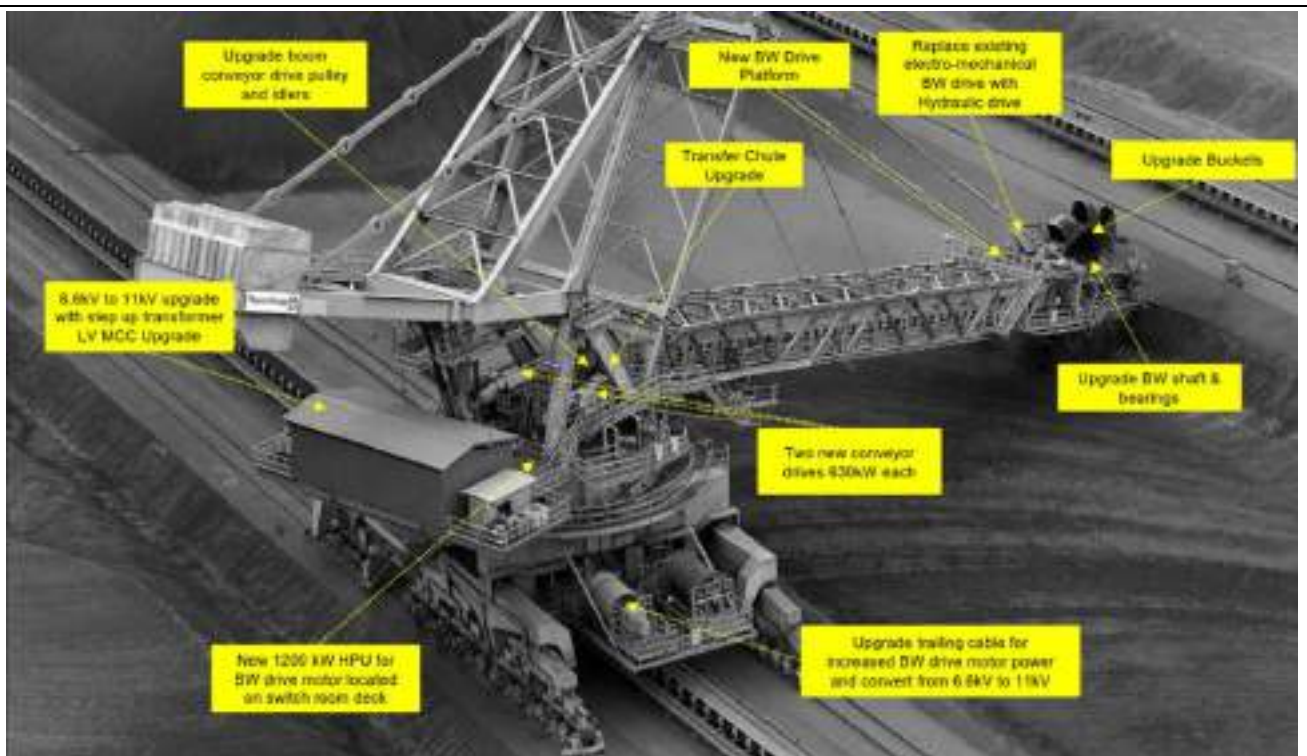 Upgrade boom
conveyor drive pulley
and idlers
New BW Drive
Platform
Replace existing
electro-mechanical
BW drive with
Hydraulic drive
Transfer Chute
Upgrade
Upgrade Buckets
6.6kV to 11kV upgrade
with step up transformer
LV MCC Upgrade
Upgrade BW shaft &
bearings
Two new conveyor
drives 630kW each
New 1200 kW HPU for
BW drive motor located
on switch room deck
Upgrade trailing cable for
increased BW drive motor power
and convert from 6.6kV to 11kV